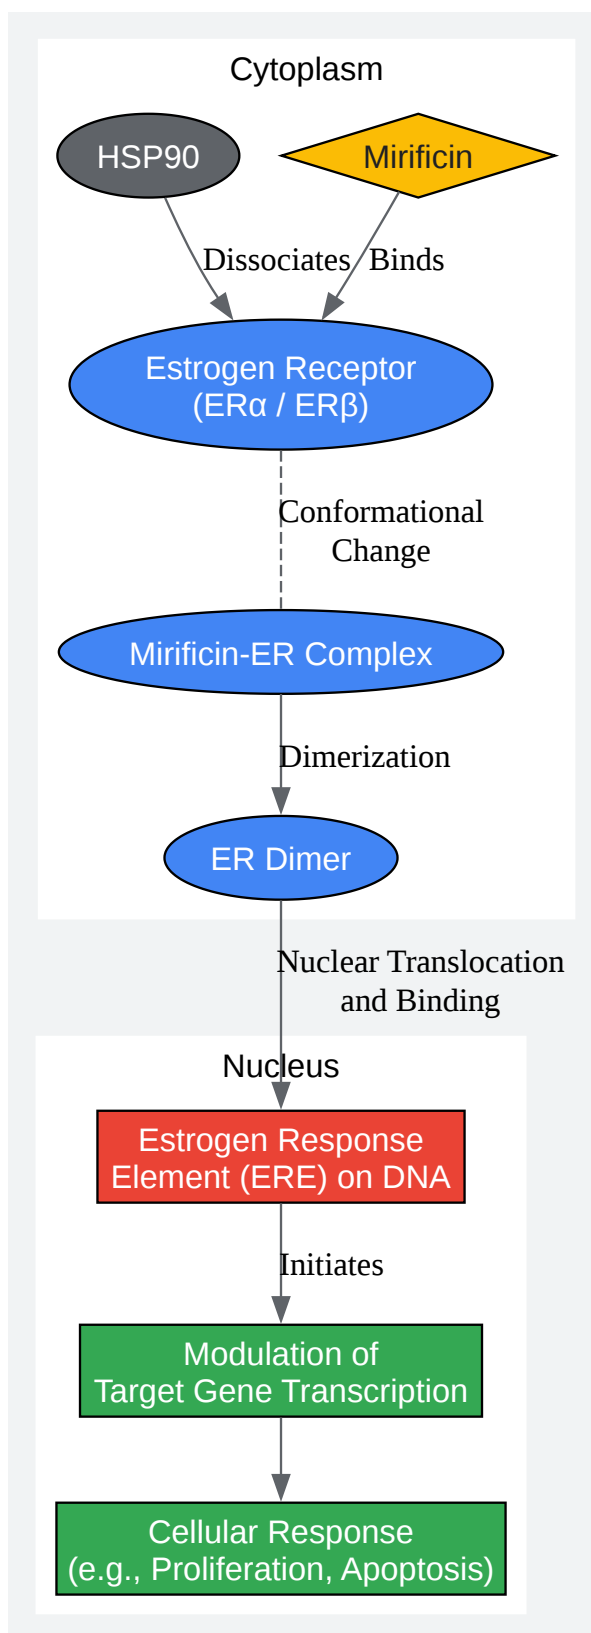 Cytoplasm
HSP90
Mirificin
Dissociates
Binds
Estrogen Receptor
(ERα / ERβ)
Conformational
Change
Mirificin-ER Complex
Dimerization
ER Dimer
Nuclear Translocation
and Binding
Nucleus
Estrogen Response
Element (ERE) on DNA
Initiates
Modulation of
Target Gene Transcription
Cellular Response
(e.g., Proliferation, Apoptosis)